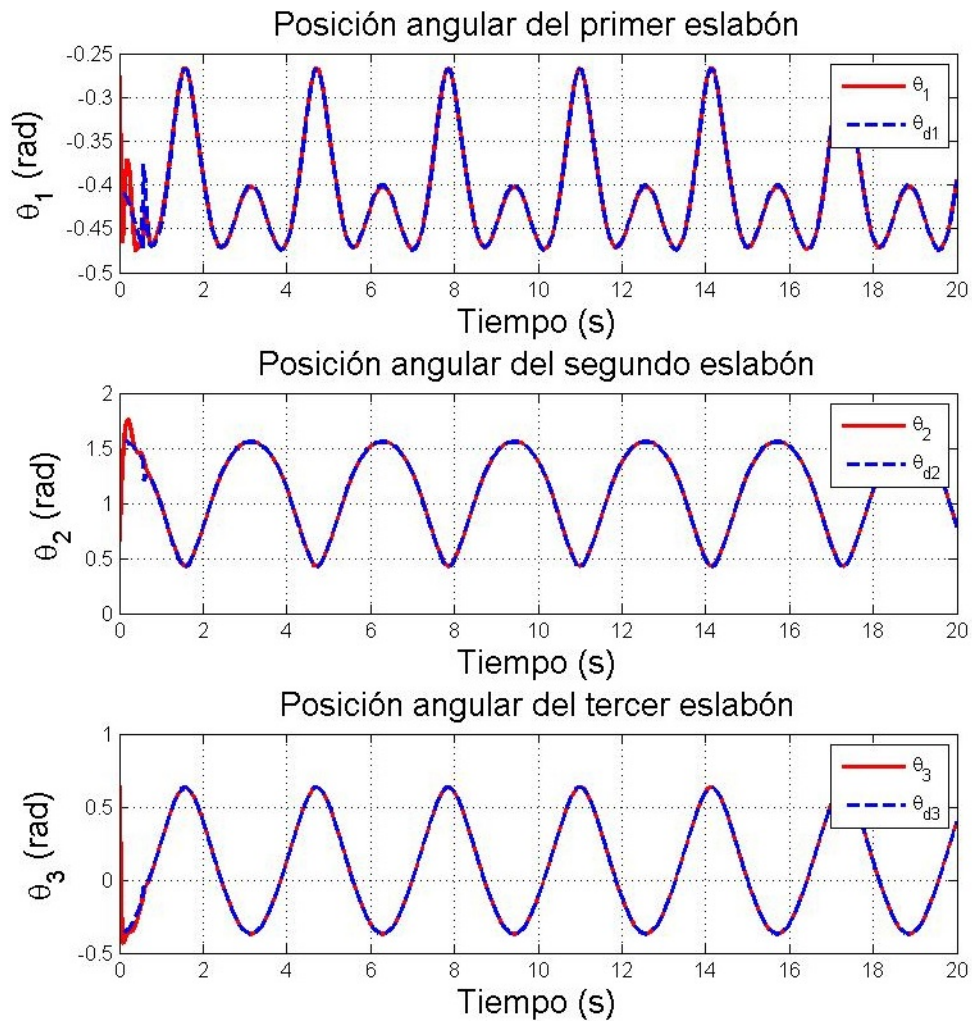 Posición angular del primer eslabón
-0.25
-0.3
-0.35
-0.4
-0.45
-0.5
θ1 (rad)
θ1
θd1
0 2 4 6 8 10 12 14 16 18 20
Tiempo (s)
Posición angular del segundo eslabón
2
1.5
1
0.5
0
θ2 (rad)
θ2
θd2
0 2 4 6 8 10 12 14 16 18 20
Tiempo (s)
Posición angular del tercer eslabón
1
0.5
0
-0.5
θ3 (rad)
θ3
θd3
0 2 4 6 8 10 12 14 16 18 20
Tiempo (s)